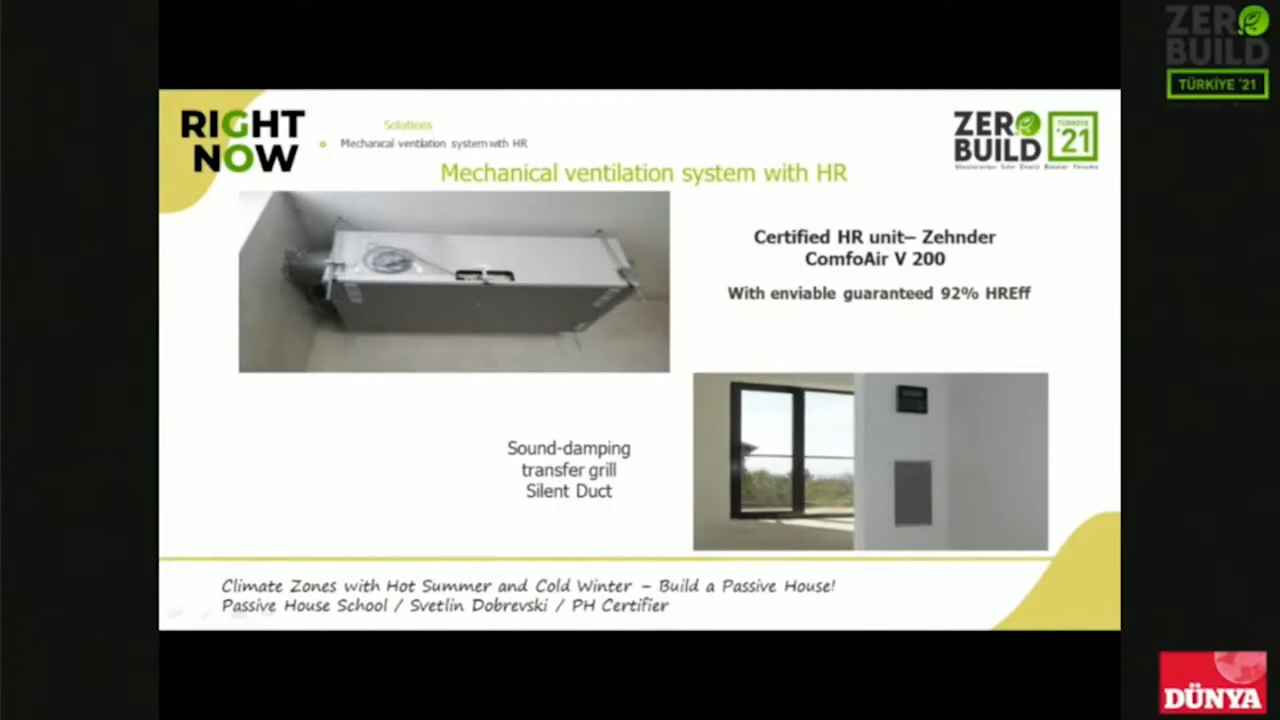 ZERO
BUILD
TÜRKİYE '21
RIGHT
NOW
Solutions
Mechanical ventilation system with HR
ZERO
BUILD
TÜRKİYE
'21
Mechanical ventilation system with HR
Certified HR unit– Zehnder
ComfoAir V 200
With enviable guaranteed 92% HREff
Sound-damping
transfer grill
Silent Duct
Climate Zones with Hot Summer and Cold Winter – Build a Passive House!
Passive House School / Svetlin Dobrevski / PH Certifier
DÜNYA